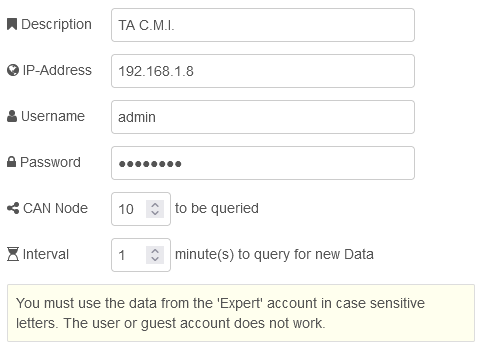 Description TA C.M.I.
IP-Address 192.168.1.8
Username admin
Password ••••••••
CAN Node 10 to be queried
Interval 1 minute(s) to query for new Data
You must use the data from the 'Expert' account in case sensitive
letters. The user or guest account does not work.